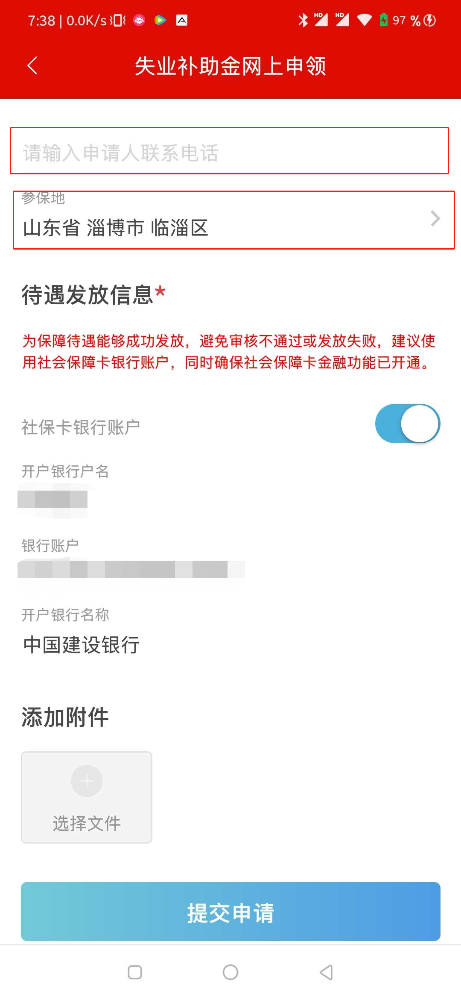 7:38 | 0.0K/s HD HD 97 %
失业补助金网上申领
请输入申请人联系电话
参保地
山东省 淄博市 临淄区
待遇发放信息*
为保障待遇能够成功发放，避免审核不通过或发放失败，建议使
用社会保障卡银行账户，同时确保社会保障卡金融功能已开通。
社保卡银行账户
开户银行户名
银行账户
开户银行名称
中国建设银行
添加附件
选择文件
提交申请